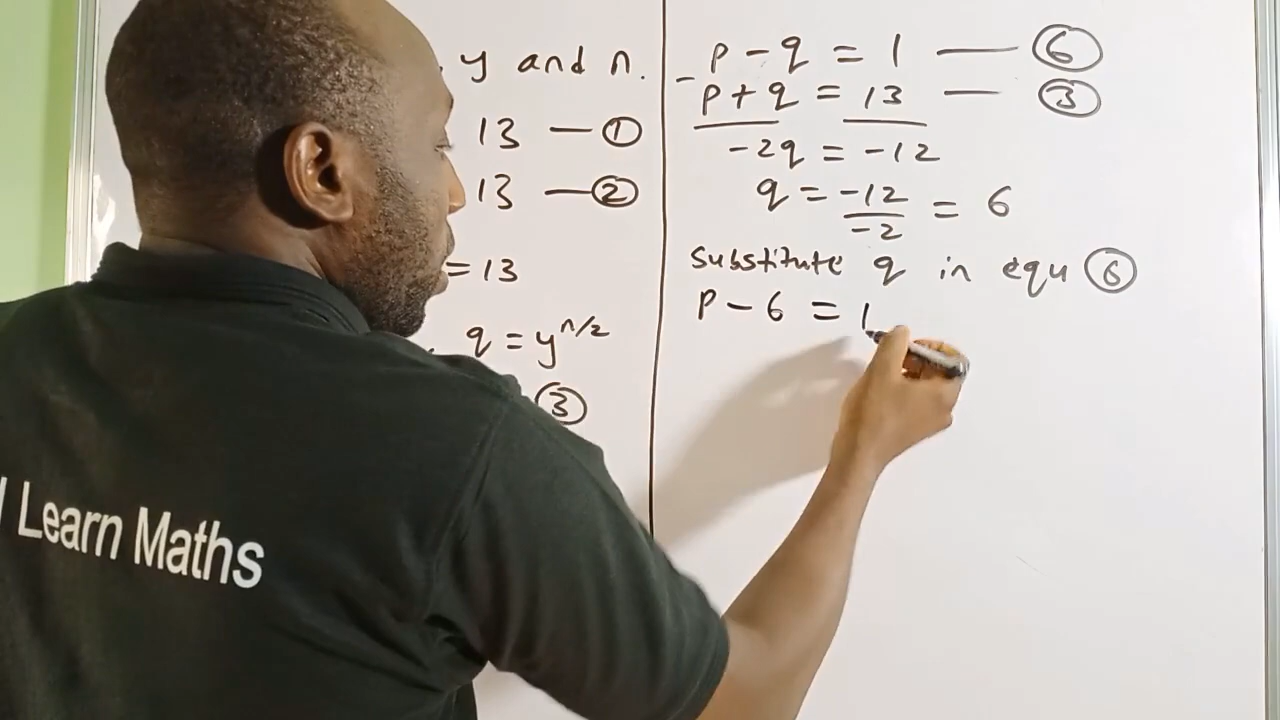 y and n.
13 — ①
13 — ②
= 13
q = y^n/2
③
p - q = 1 — ⑥
- p + q = 13 — ③
-2q = -12
q = -12/-2 = 6
Substitute q in equ ⑥
P - 6 = 1
Learn Maths